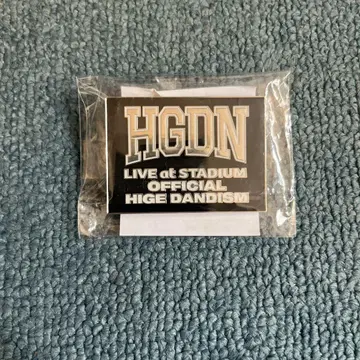 HGDN
LIVE at STADIUM
OFFICIAL
HIGE DANDISM